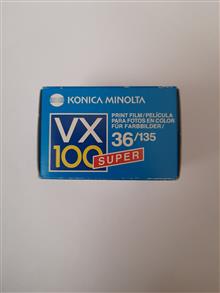 KONICA MINOLTA
VX
100
SUPER
PRINT FILM/PELÍCULA
PARA FOTOS EN COLOR
FÜR FARBBILDER/
36/135